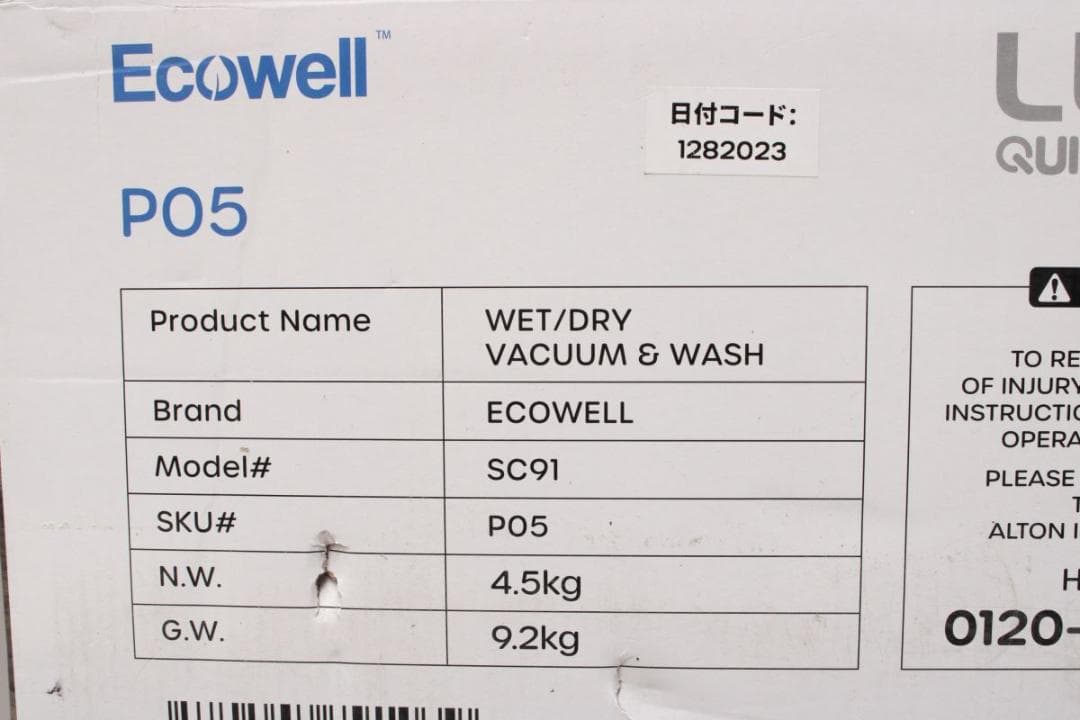 Ecowell™
日付コード:
1282023
QUI
P05
Product Name WET/DRY
VACUUM & WASH
Brand ECOWELL
Model# SC91
SKU# P05
N.W. 4.5kg
G.W. 9.2kg
TO RE
OF INJURY
INSTRUCTIO
OPERA
PLEASE
T
ALTON I
H
0120-